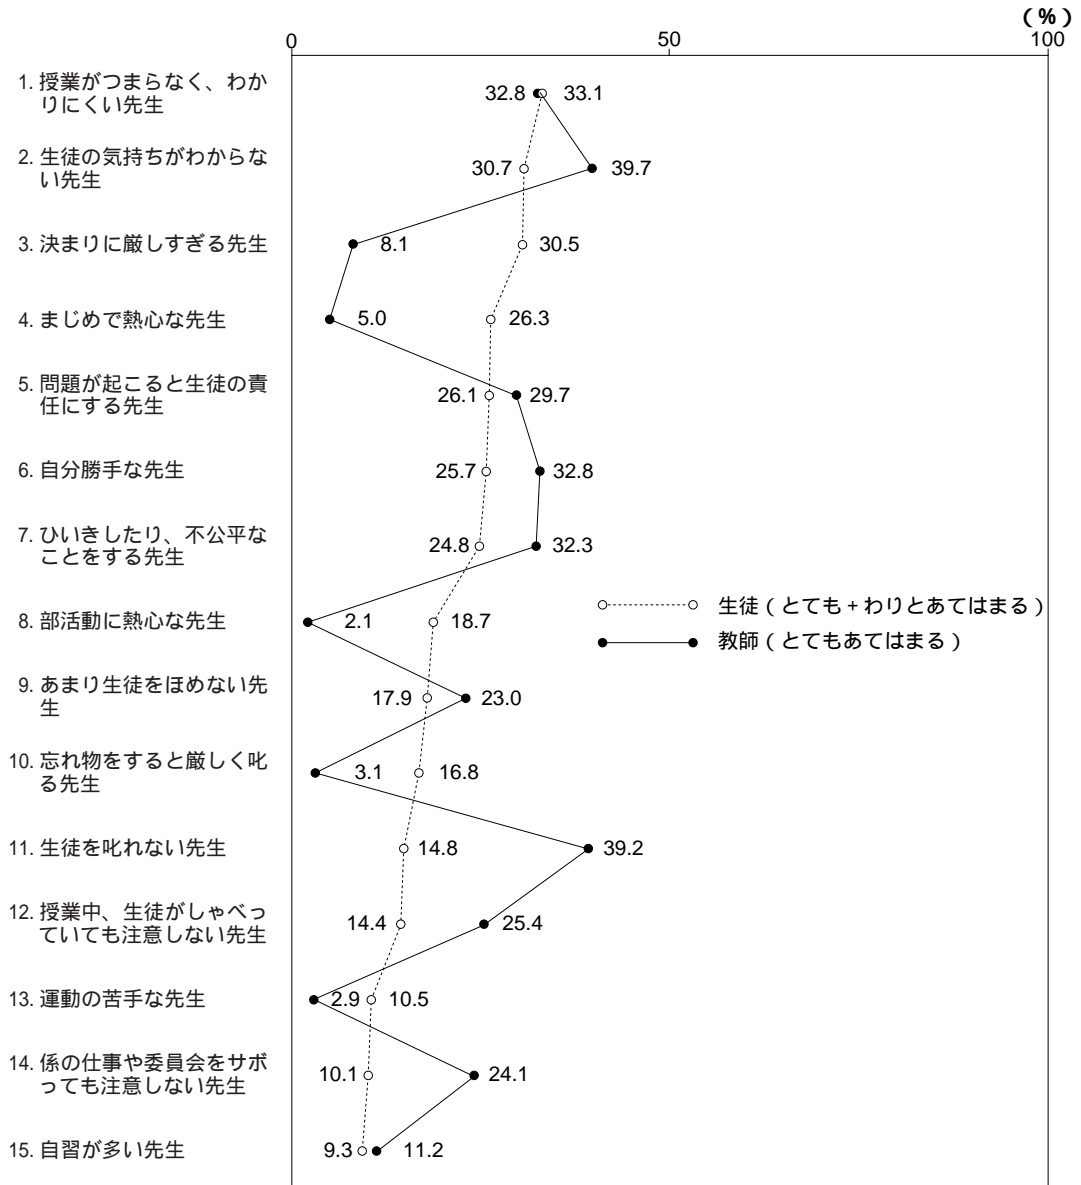 (%)
0 50 100
1. 授業がつまらなく、わか
りにくい先生
32.8 33.1
2. 生徒の気持ちがわからな
い先生
30.7 39.7
3. 決まりに厳しすぎる先生
8.1 30.5
4. まじめで熱心な先生
5.0 26.3
5. 問題が起こると生徒の責
任にする先生
26.1 29.7
6. 自分勝手な先生
25.7 32.8
7. ひいきしたり、不公平な
ことをする先生
24.8 32.3
生徒(とても+わりとあてはまる)
教師(とてもあてはまる)
8. 部活動に熱心な先生
2.1 18.7
9. あまり生徒をほめない先
生
17.9 23.0
10. 忘れ物をすると厳しく叱
る先生
3.1 16.8
11. 生徒を叱れない先生
14.8 39.2
12. 授業中、生徒がしゃべっ
ていても注意しない先生
14.4 25.4
13. 運動の苦手な先生
2.9 10.5
14. 係の仕事や委員会をサボ
っても注意しない先生
10.1 24.1
15. 自習が多い先生
9.3 11.2